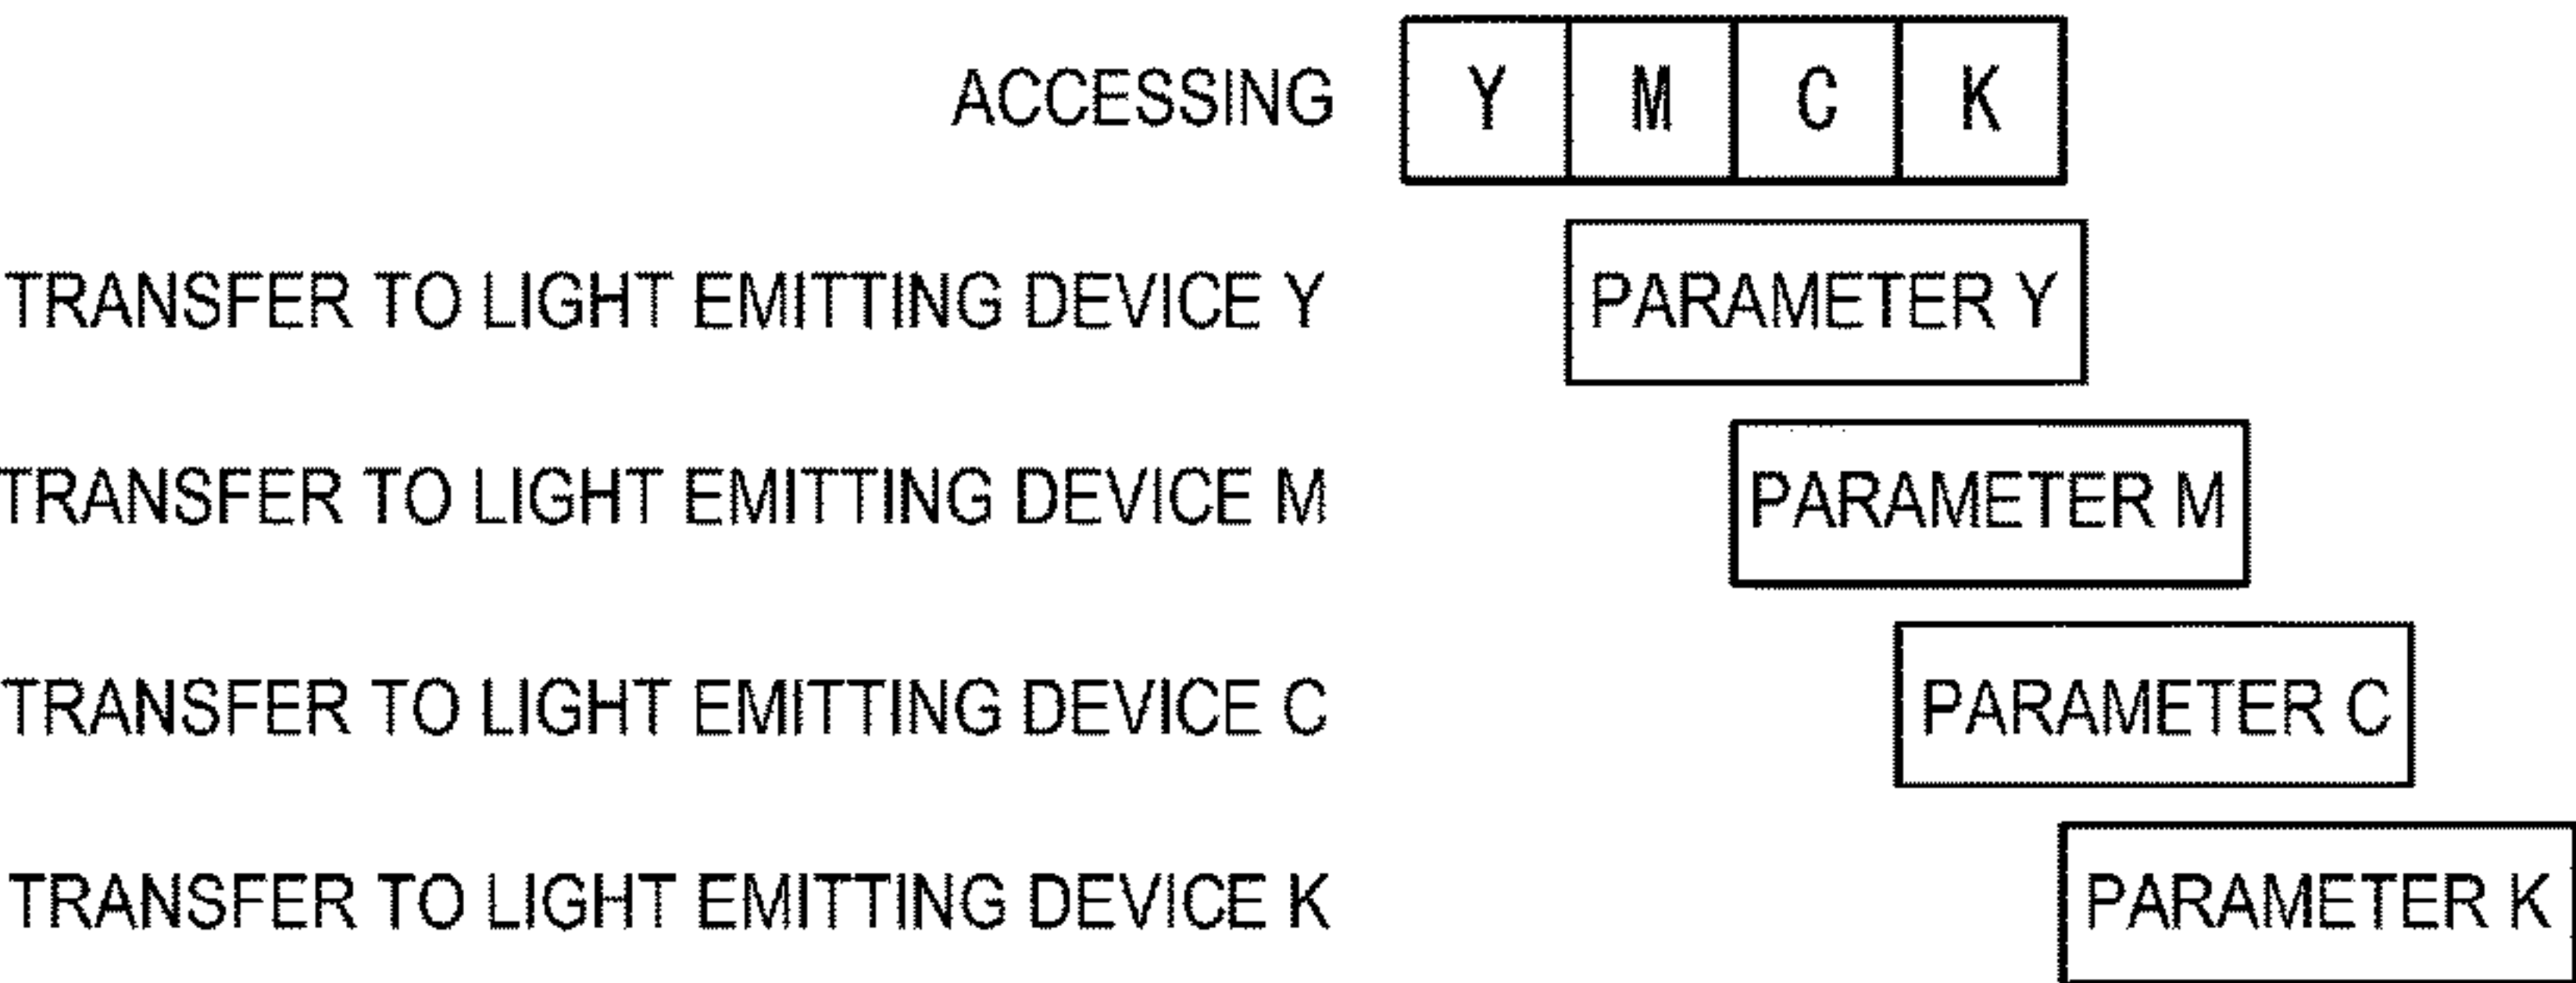 ACCESSING Y M C K
TRANSFER TO LIGHT EMITTING DEVICE Y PARAMETER Y
TRANSFER TO LIGHT EMITTING DEVICE M PARAMETER M
TRANSFER TO LIGHT EMITTING DEVICE C PARAMETER C
TRANSFER TO LIGHT EMITTING DEVICE K PARAMETER K